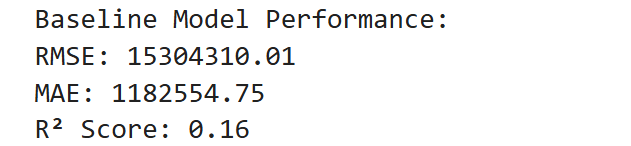 Baseline Model Performance:
RMSE: 15304310.01
MAE: 1182554.75
R² Score: 0.16